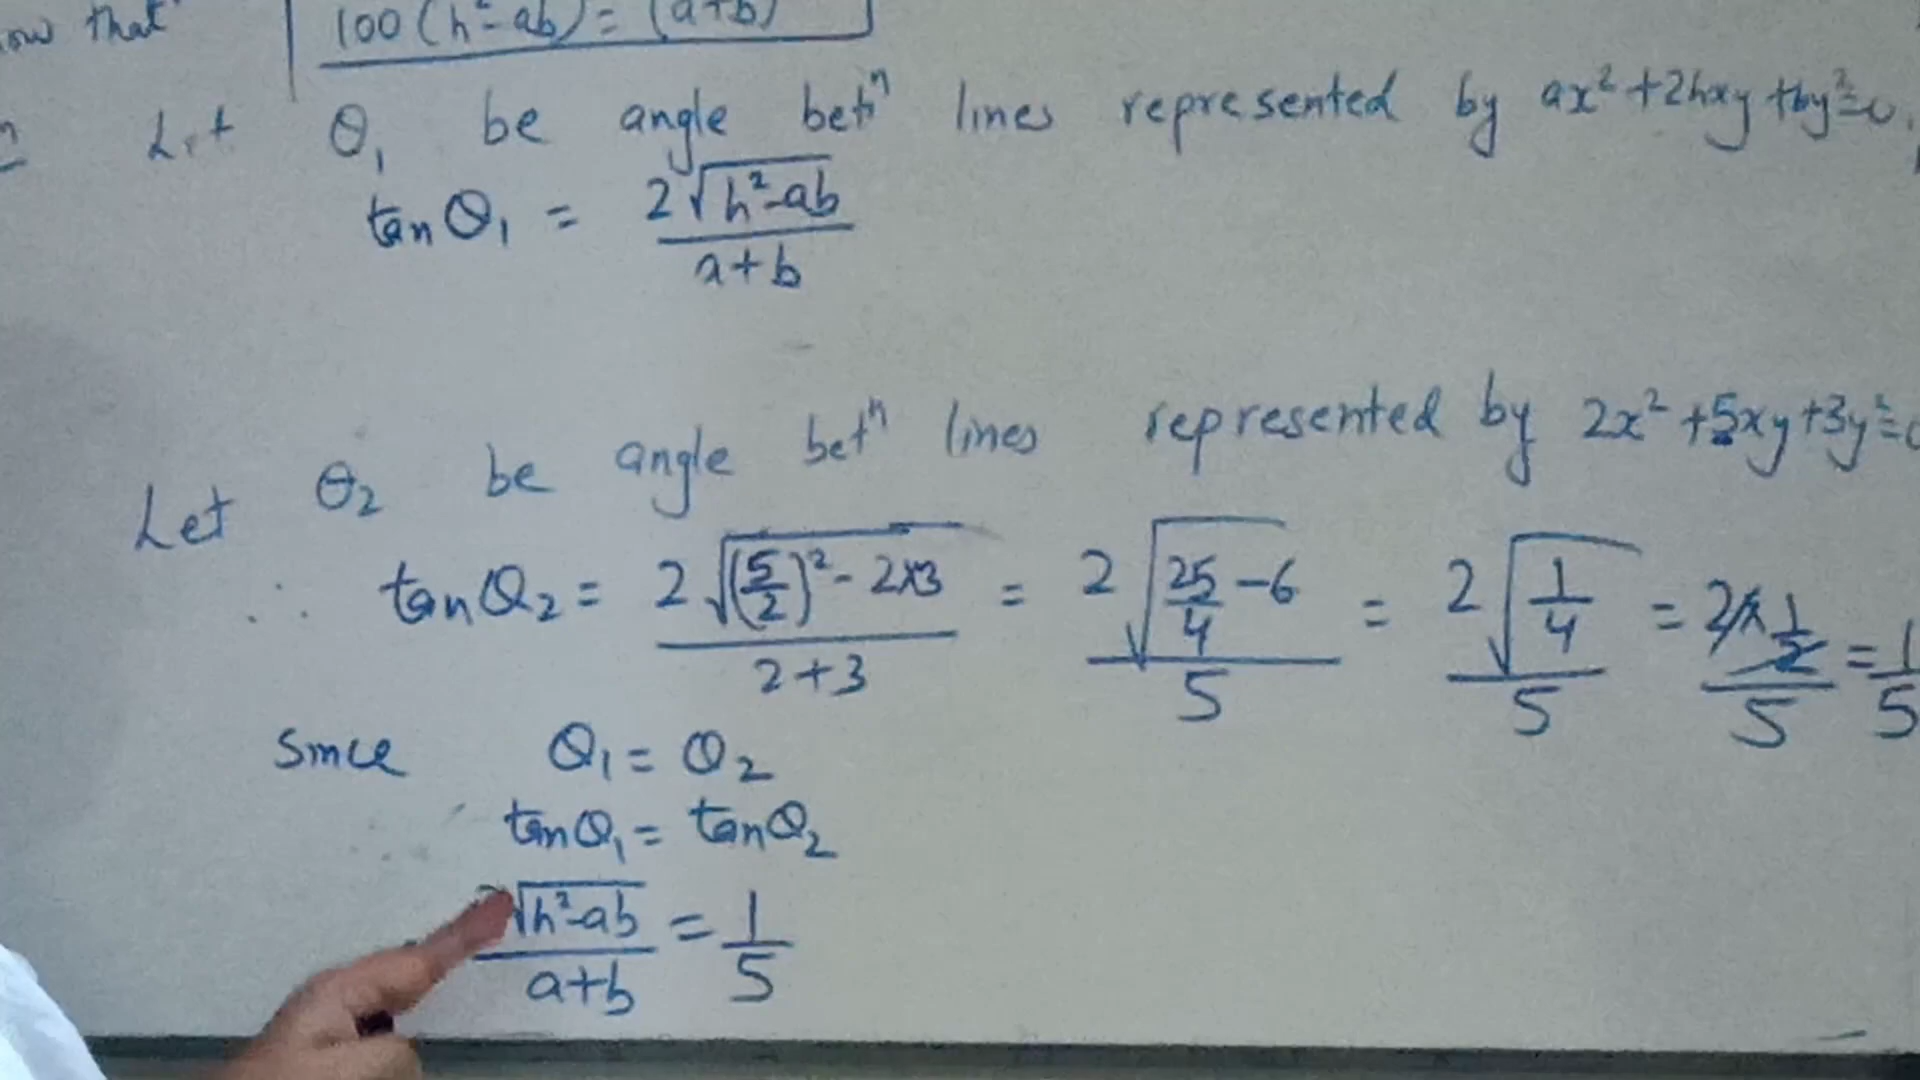 ow that 100(h²-ab)=(a+b)
Let θ₁ be angle betⁿ lines represented by ax²+2hxy+by²=0,
tanθ₁ = 2√(h²-ab) / (a+b)
Let θ₂ be angle betⁿ lines represented by 2x²+5xy+3y²=0
∴ tanθ₂ = 2√((5/2)²-2×3) / (2+3) = 2√(25/4-6) / 5 = 2√(1/4) / 5 = 2×1/2 / 5 = 1/5
Since θ₁ = θ₂
tanθ₁ = tanθ₂
√(h²-ab) / (a+b) = 1/5